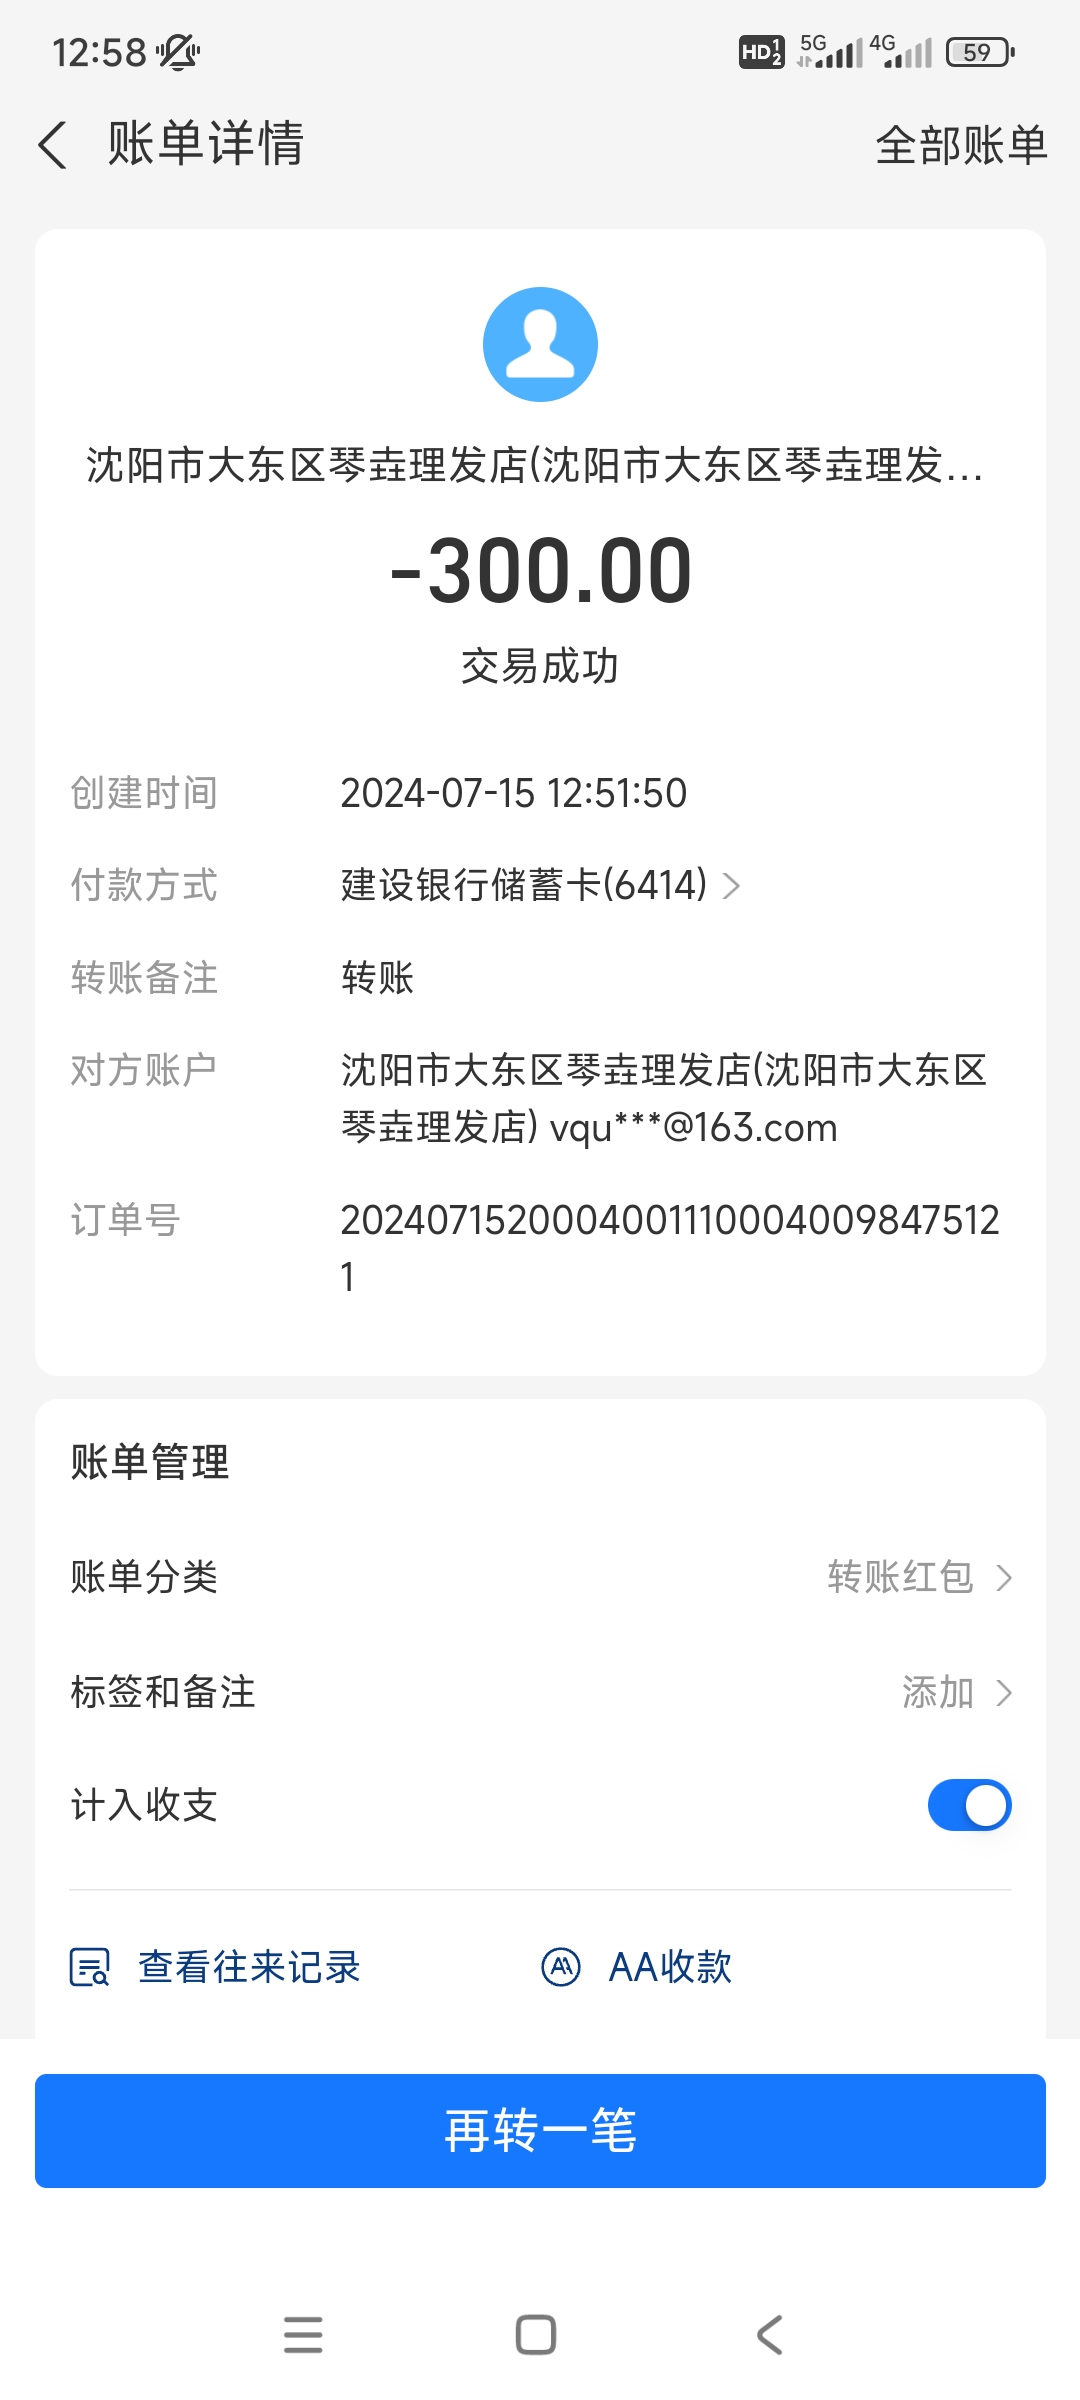 12:58
HD 1 2 5G 4G 59
账单详情 全部账单
沈阳市大东区琴垚理发店(沈阳市大东区琴垚理发...
-300.00
交易成功
创建时间 2024-07-15 12:51:50
付款方式 建设银行储蓄卡(6414)
转账备注 转账
对方账户 沈阳市大东区琴垚理发店(沈阳市大东区
琴垚理发店) vqu***@163.com
订单号 2024071520004001110004009847512
1
账单管理
账单分类 转账红包
标签和备注 添加
计入收支
查看往来记录 AA收款
再转一笔